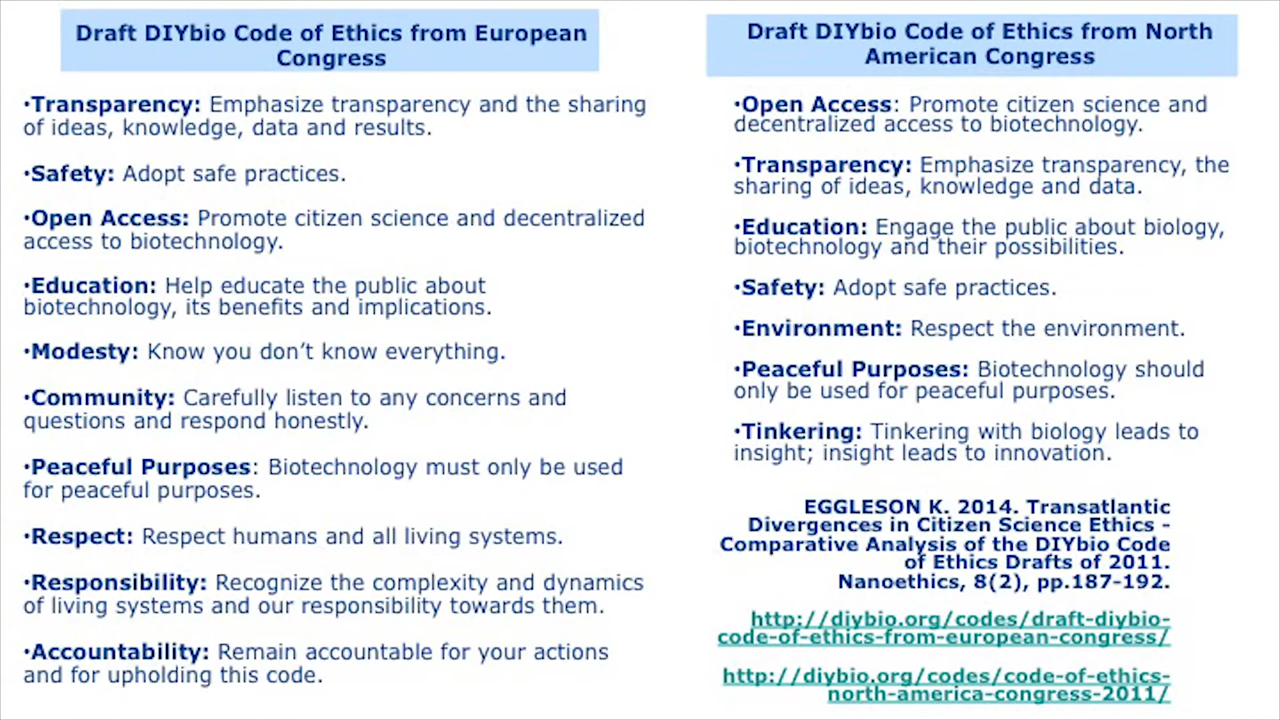 Draft DIYbio Code of Ethics from European
Congress
•Transparency: Emphasize transparency and the sharing
of ideas, knowledge, data and results.
•Safety: Adopt safe practices.
•Open Access: Promote citizen science and decentralized
access to biotechnology.
•Education: Help educate the public about
biotechnology, its benefits and implications.
•Modesty: Know you don’t know everything.
•Community: Carefully listen to any concerns and
questions and respond honestly.
•Peaceful Purposes: Biotechnology must only be used
for peaceful purposes.
•Respect: Respect humans and all living systems.
•Responsibility: Recognize the complexity and dynamics
of living systems and our responsibility towards them.
•Accountability: Remain accountable for your actions
and for upholding this code.
Draft DIYbio Code of Ethics from North
American Congress
•Open Access: Promote citizen science and
decentralized access to biotechnology.
•Transparency: Emphasize transparency, the
sharing of ideas, knowledge and data.
•Education: Engage the public about biology,
biotechnology and their possibilities.
•Safety: Adopt safe practices.
•Environment: Respect the environment.
•Peaceful Purposes: Biotechnology should
only be used for peaceful purposes.
•Tinkering: Tinkering with biology leads to
insight; insight leads to innovation.
EGGLESON K. 2014. Transatlantic
Divergences in Citizen Science Ethics -
Comparative Analysis of the DIYbio Code
of Ethics Drafts of 2011.
Nanoethics, 8(2), pp.187-192.
http://diybio.org/codes/draft-diybio-
code-of-ethics-from-european-congress/
http://diybio.org/codes/code-of-ethics-
north-america-congress-2011/